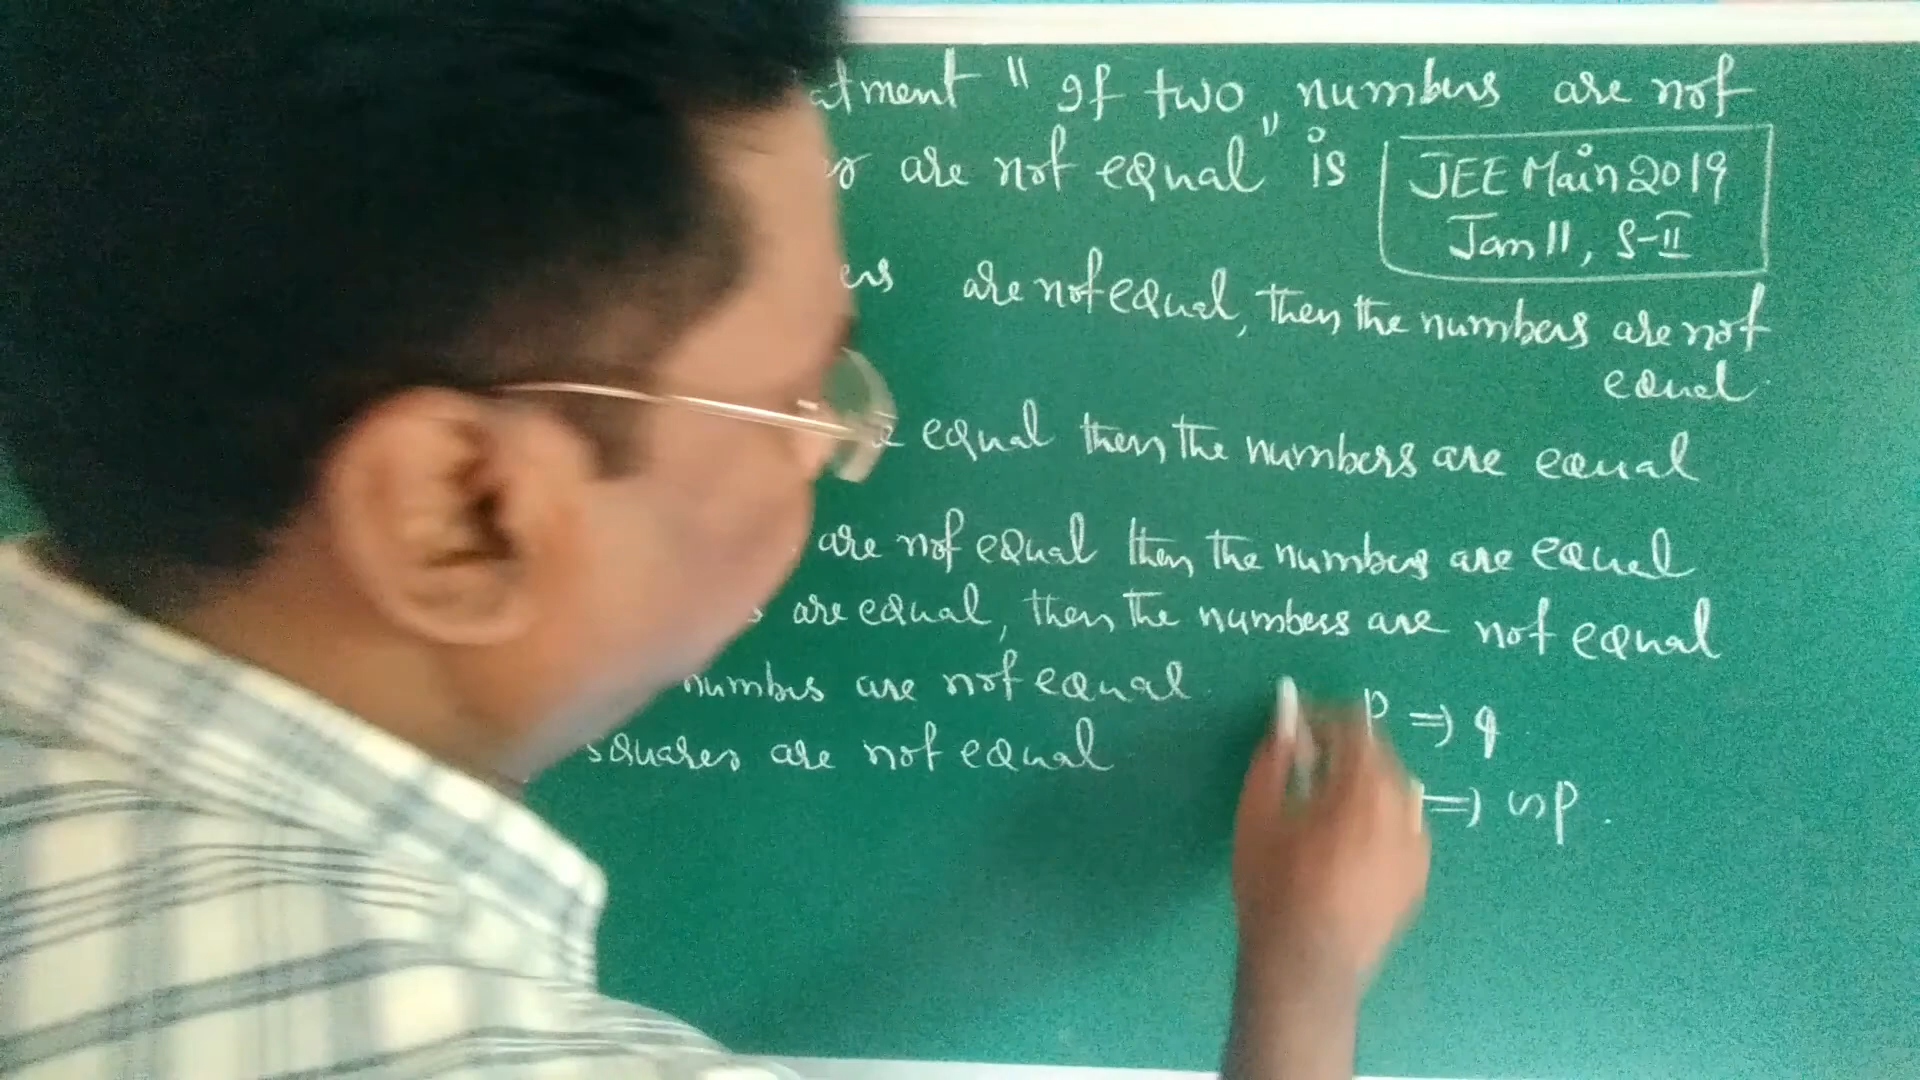 " If two numbers are not
are not equal" is
JEE Main 2019
Jan 11, S-II
are not equal, then the numbers are not
equal
equal then the numbers are equal
are not equal then the numbers are equal
are equal, then the numbers are not equal
numbers are not equal
squares are not equal
p ⇒ q
⇒ ~p.